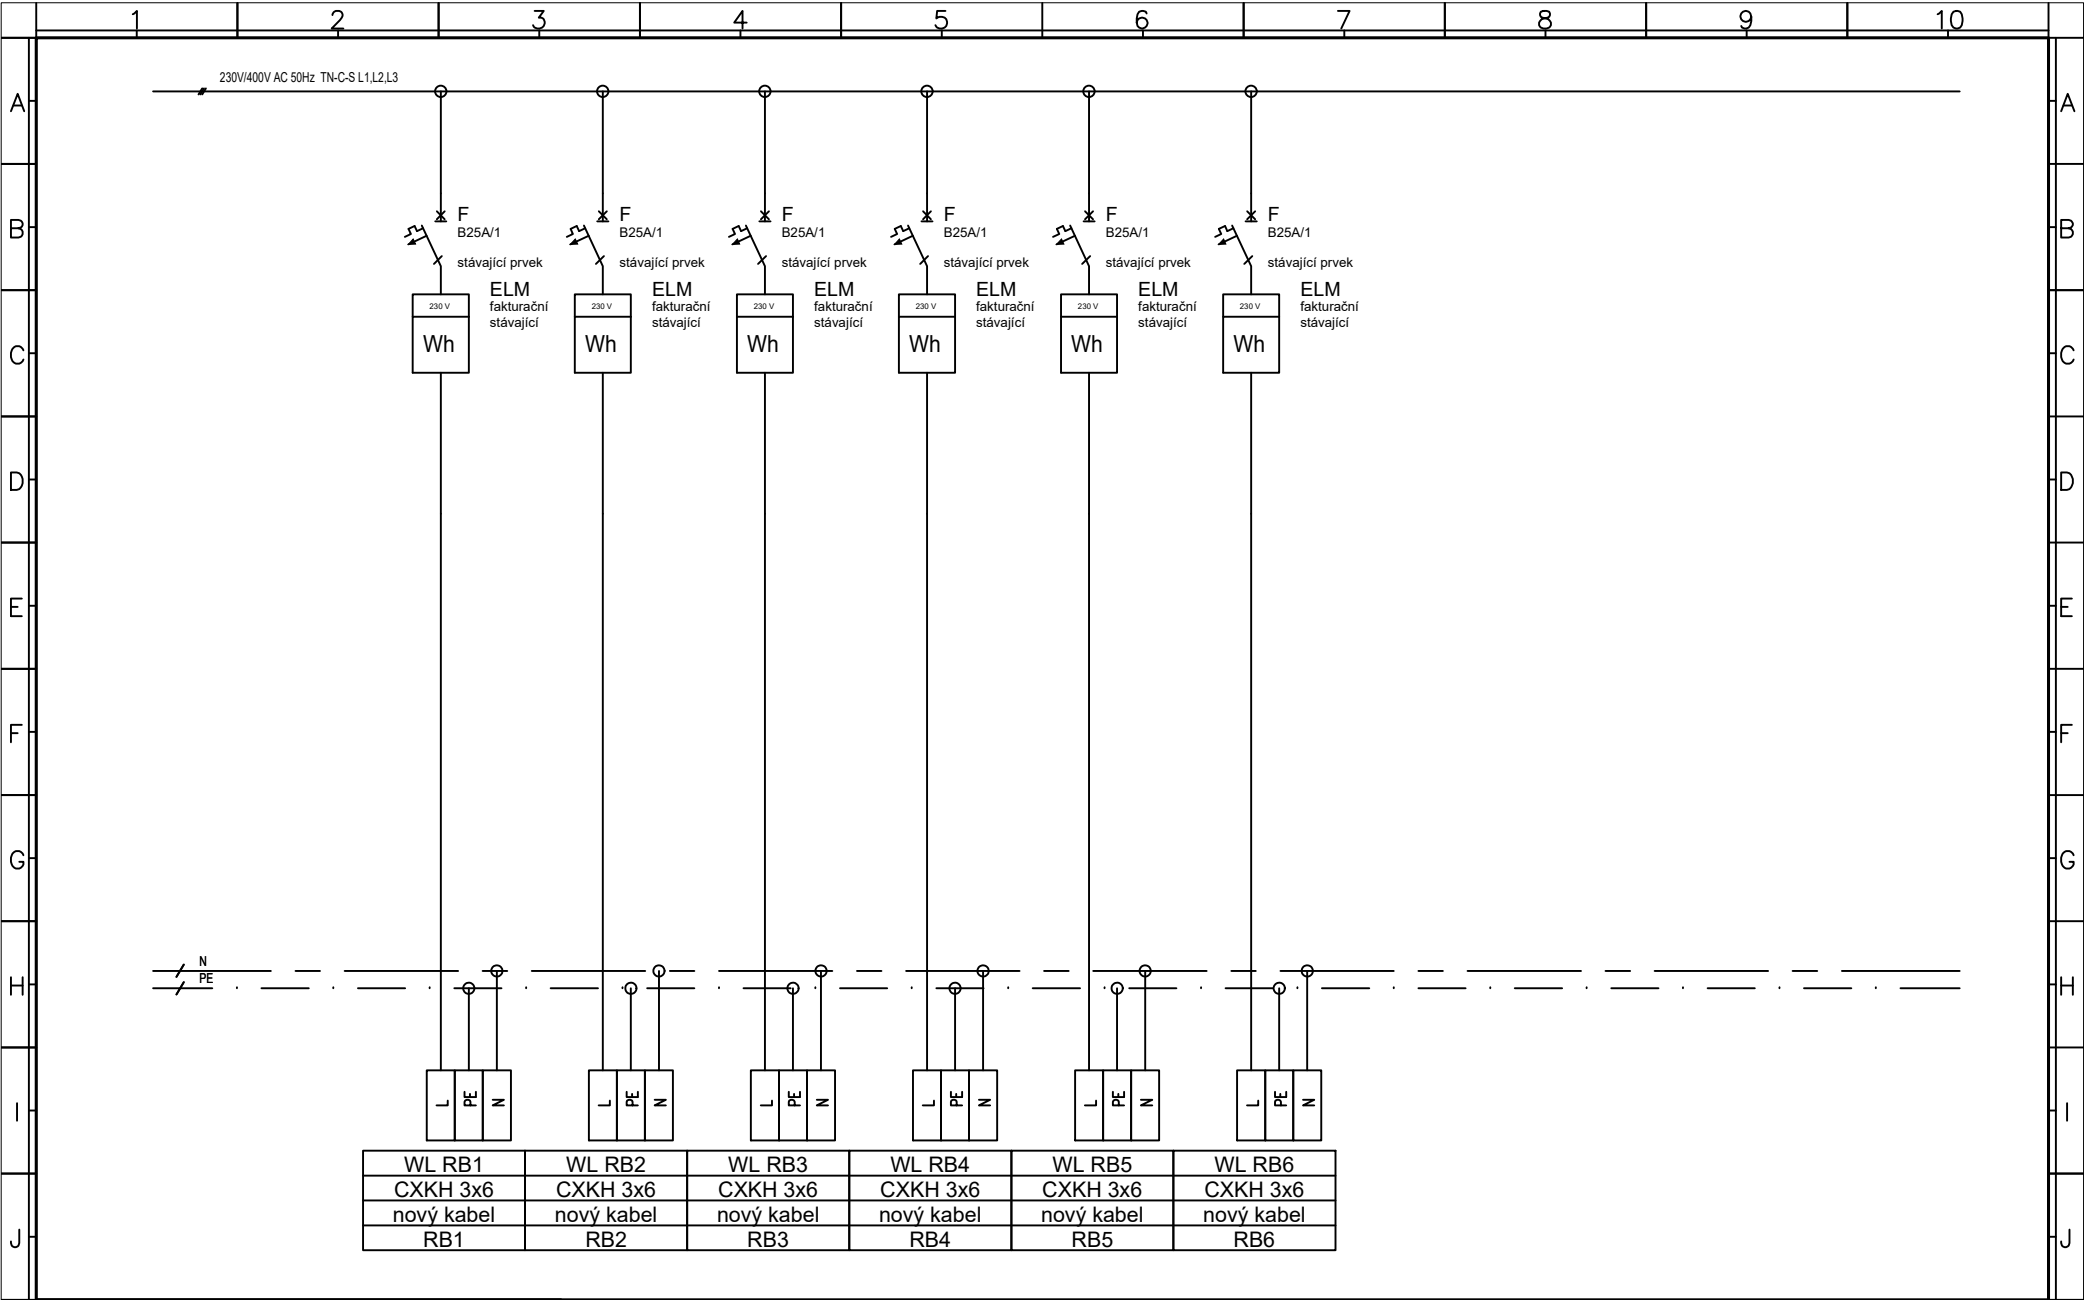 1 2 3 4 5 6 7 8 9 10
230V/400V AC 50Hz TN-C-S L1,L2,L3
A A
F F F F F F
B B25A/1 B25A/1 B25A/1 B25A/1 B25A/1 B25A/1 B
stávající prvek stávající prvek stávající prvek stávající prvek stávající prvek stávající prvek
ELM ELM ELM ELM ELM ELM
230 V fakturační 230 V fakturační 230 V fakturační 230 V fakturační 230 V fakturační 230 V fakturační
stávající stávající stávající stávající stávající stávající
C Wh Wh Wh Wh Wh Wh C
D D
E E
F F
G G
N
PE
H H
I L PE N L PE N L PE N L PE N L PE N L PE N I
WL RB1 WL RB2 WL RB3 WL RB4 WL RB5 WL RB6
CXKH 3x6 CXKH 3x6 CXKH 3x6 CXKH 3x6 CXKH 3x6 CXKH 3x6
nový kabel nový kabel nový kabel nový kabel nový kabel nový kabel
J RB1 RB2 RB3 RB4 RB5 RB6 J